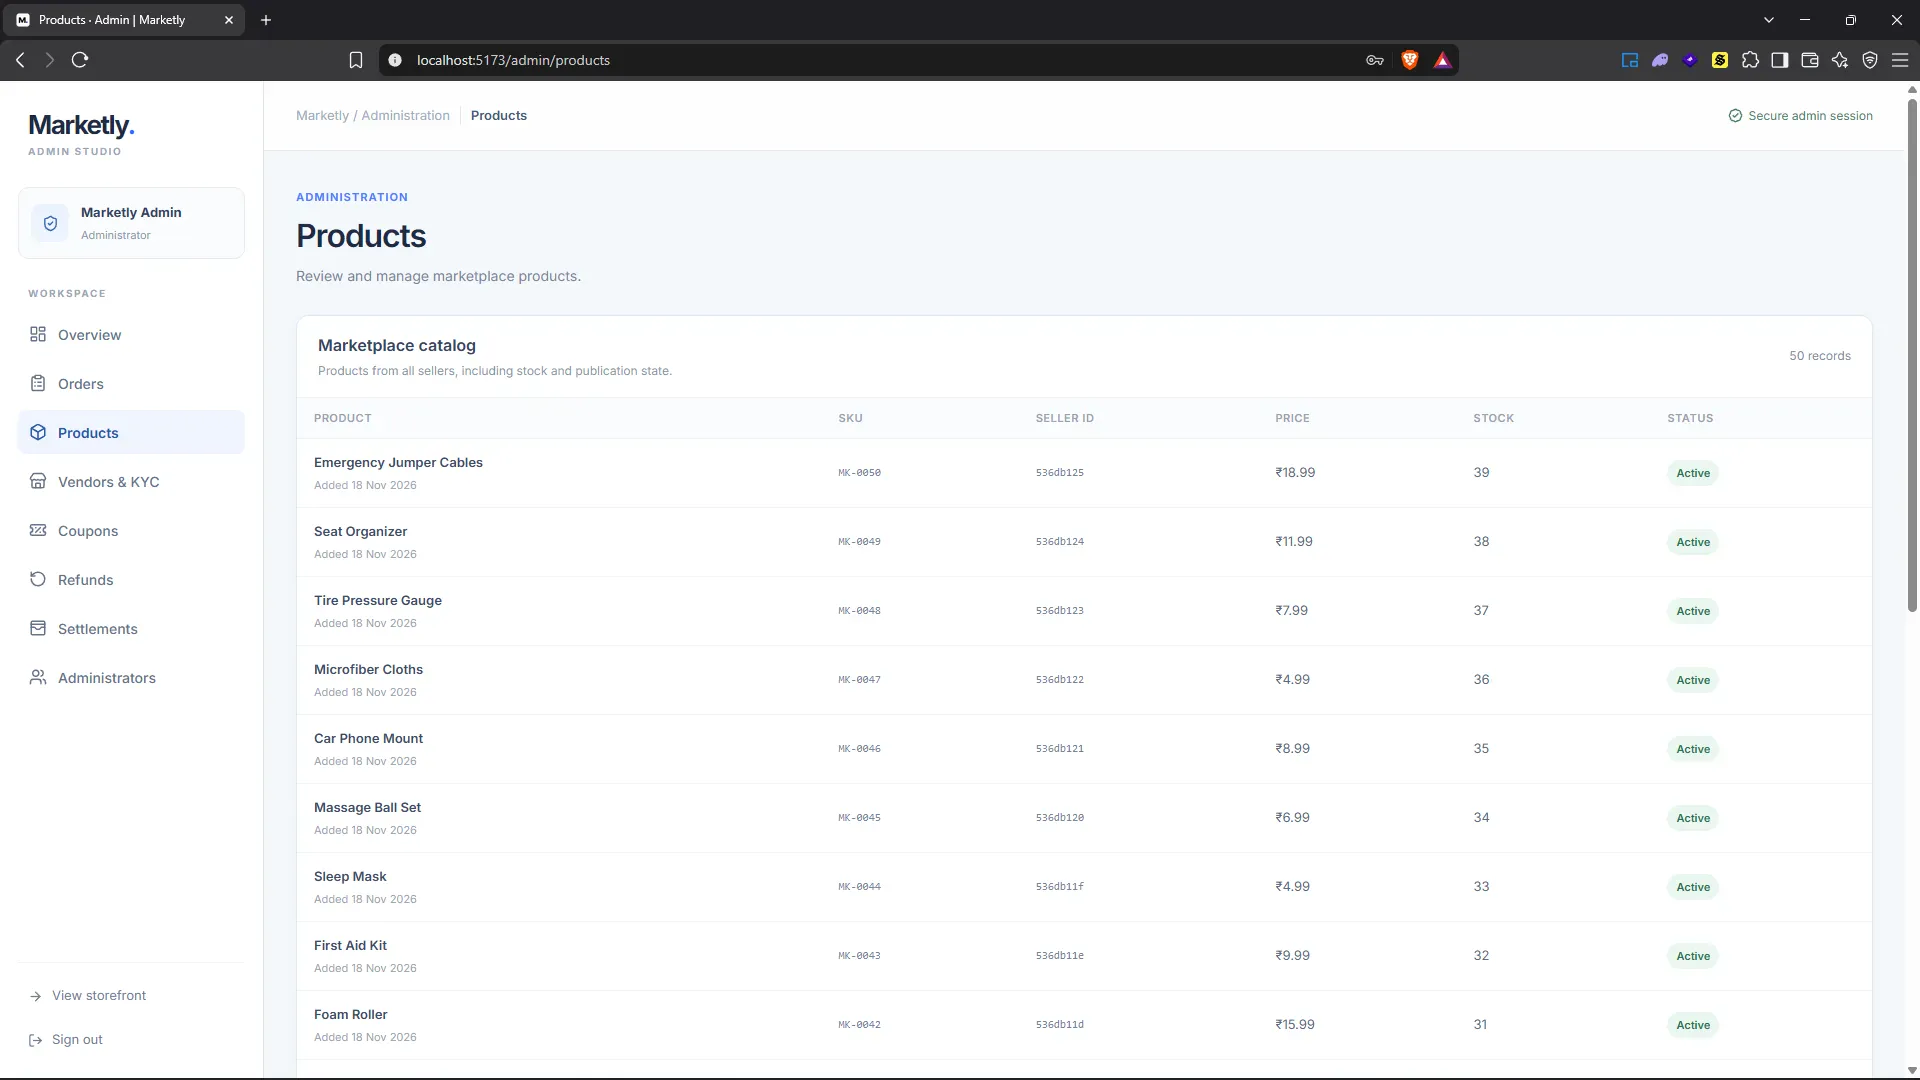 Products · Admin | Marketly
localhost:5173/admin/products
Marketly.
ADMIN STUDIO
Marketly Admin
Administrator
WORKSPACE
Overview
Orders
Products
Vendors & KYC
Coupons
Refunds
Settlements
Administrators
View storefront
Sign out
Marketly / Administration Products
Secure admin session
ADMINISTRATION
Products
Review and manage marketplace products.
Marketplace catalog
Products from all sellers, including stock and publication state.
50 records
PRODUCT SKU SELLER ID PRICE STOCK STATUS
Emergency Jumper Cables
Added 18 Nov 2026
MK-0050 536db125 ₹18.99 39 Active
Seat Organizer
Added 18 Nov 2026
MK-0049 536db124 ₹11.99 38 Active
Tire Pressure Gauge
Added 18 Nov 2026
MK-0048 536db123 ₹7.99 37 Active
Microfiber Cloths
Added 18 Nov 2026
MK-0047 536db122 ₹4.99 36 Active
Car Phone Mount
Added 18 Nov 2026
MK-0046 536db121 ₹8.99 35 Active
Massage Ball Set
Added 18 Nov 2026
MK-0045 536db120 ₹6.99 34 Active
Sleep Mask
Added 18 Nov 2026
MK-0044 536db11f ₹4.99 33 Active
First Aid Kit
Added 18 Nov 2026
MK-0043 536db11e ₹9.99 32 Active
Foam Roller
Added 18 Nov 2026
MK-0042 536db11d ₹15.99 31 Active